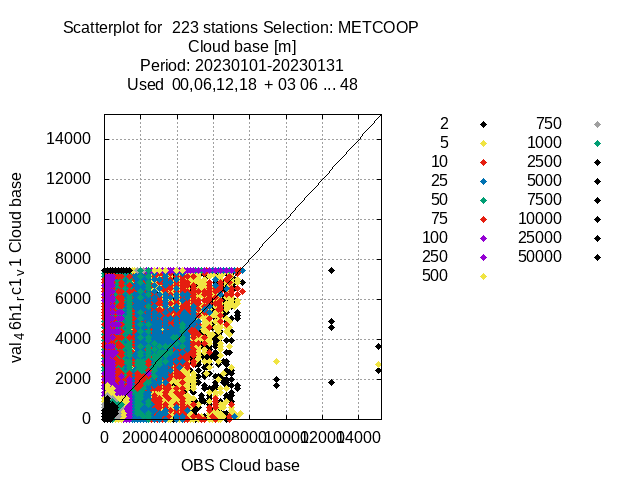 Scatterplot for  223 stations Selection: METCOOP
Cloud base [m]
Period: 20230101-20230131
Used  00,06,12,18  + 03 06 ... 48
val_46h1_rc1_v1 Cloud base
14000
12000
10000
8000
6000
4000
2000
0
0 2000 4000 6000 8000 10000 12000 14000
OBS Cloud base
2 750
5 1000
10 2500
25 5000
50 7500
75 10000
100 25000
250 50000
500